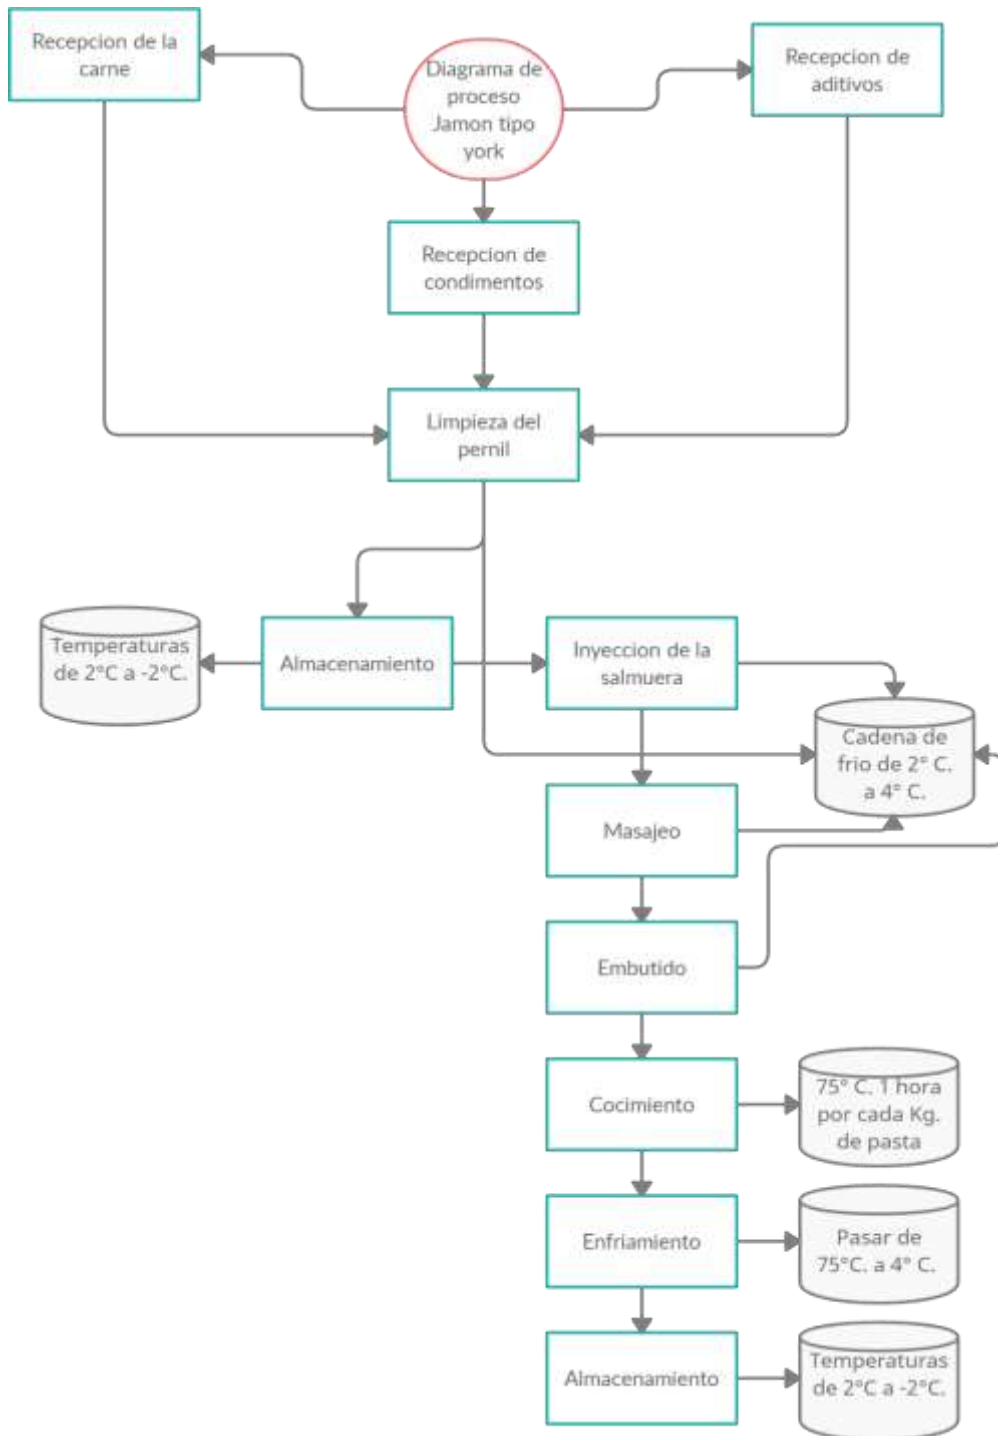 Recepcion de la
carne
Diagrama de
proceso
Jamon tipo
york
Recepcion de
aditivos
Recepcion de
condimentos
Limpieza del
pernil
Temperaturas
de 2°C a -2°C.
Almacenamiento
Inyeccion de la
salmuera
Cadena de
frio de 2° C.
a 4° C.
Masajeo
Embutido
Cocimiento
75° C. 1 hora
por cada Kg.
de pasta
Enfriamiento
Pasar de
75°C. a 4° C.
Almacenamiento
Temperaturas
de 2°C a -2°C.